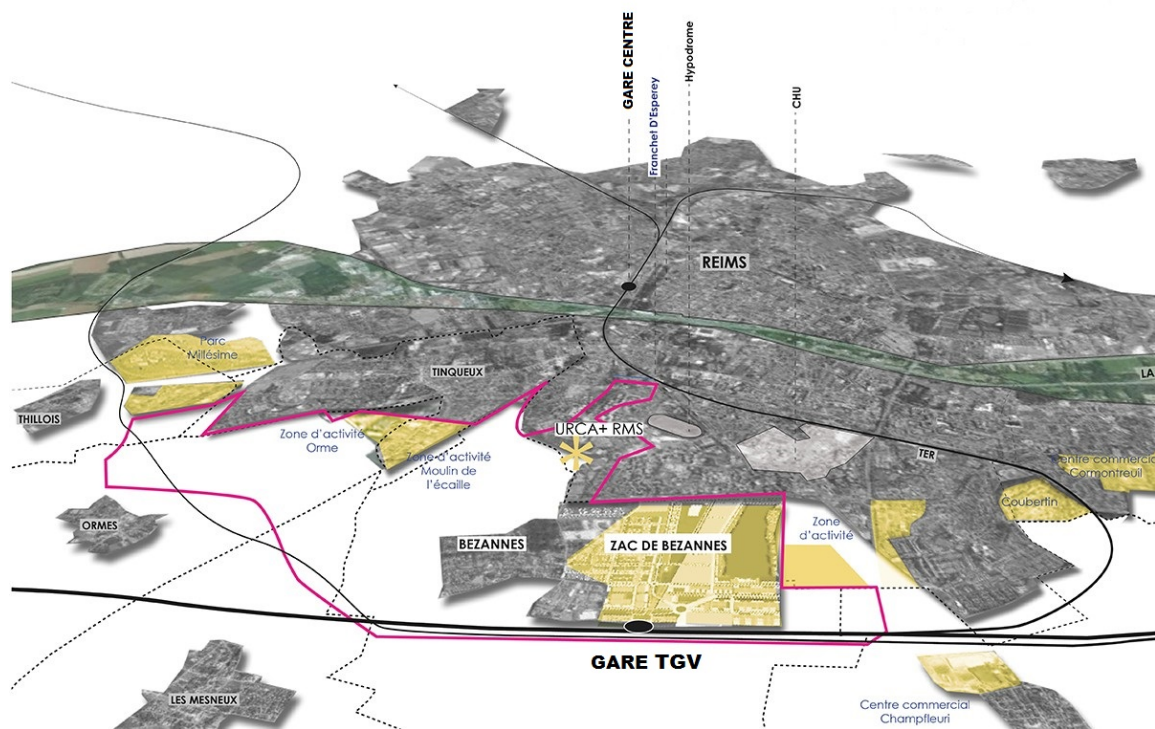 GARE CENTRE
Franchet D'Esperey
Hypodrome
CHU
REIMS
Parc
Millésime
TINQUEUX
LA
THILLOIS
URCA+ RMS
Zone d'activité
Orme
Zone d'activité
Moulin de
l'écaille
TER
Centre commercial
Cormontreuil
Coubertin
ORMES
BEZANNES
ZAC DE BEZANNES
Zone
d'activité
GARE TGV
LES MESNEUX
Centre commercial
Champfleuri